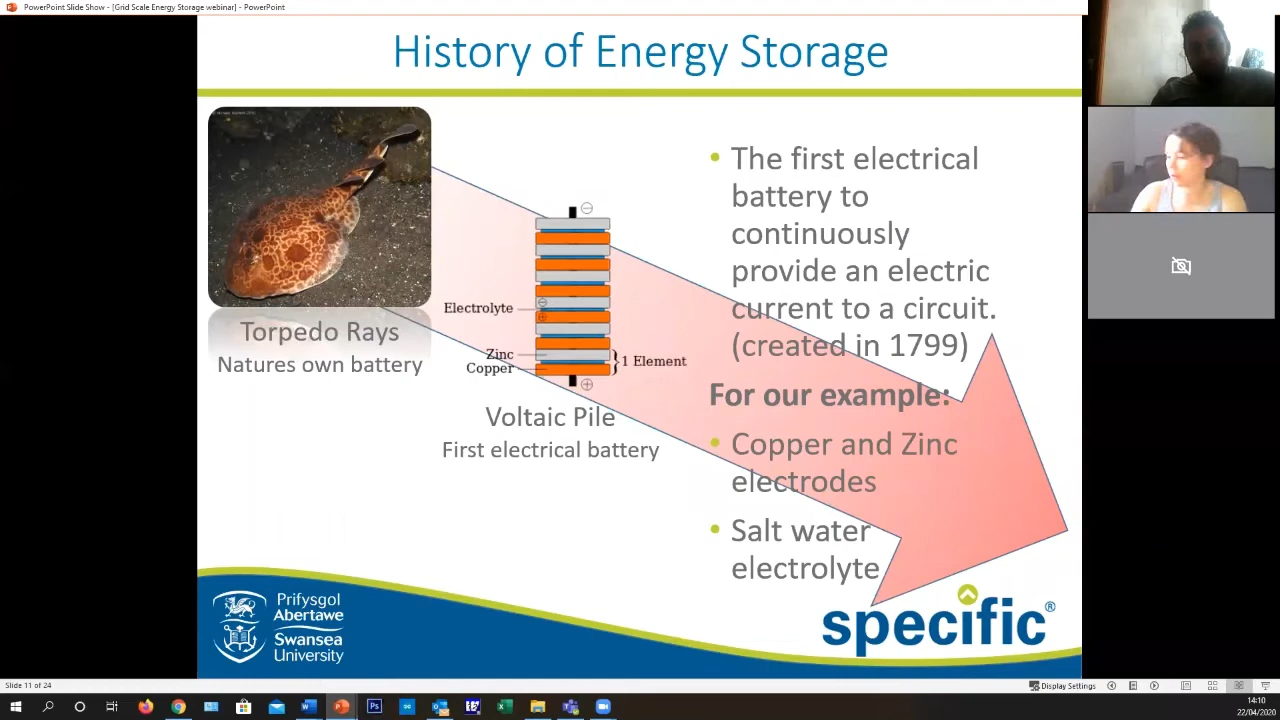 PowerPoint Slide Show - [Grid Scale Energy Storage webinar] - PowerPoint
History of Energy Storage
Torpedo Rays
Natures own battery
Electrolyte
Zinc
Copper
1 Element
Voltaic Pile
First electrical battery
• The first electrical
battery to
continuously
provide an electric
current to a circuit.
(created in 1799)
For our example:
• Copper and Zinc
electrodes
• Salt water
electrolyte
Prifysgol
Abertawe
Swansea
University
specific®
Slide 11 of 24
Display Settings
14:10
22/04/2020